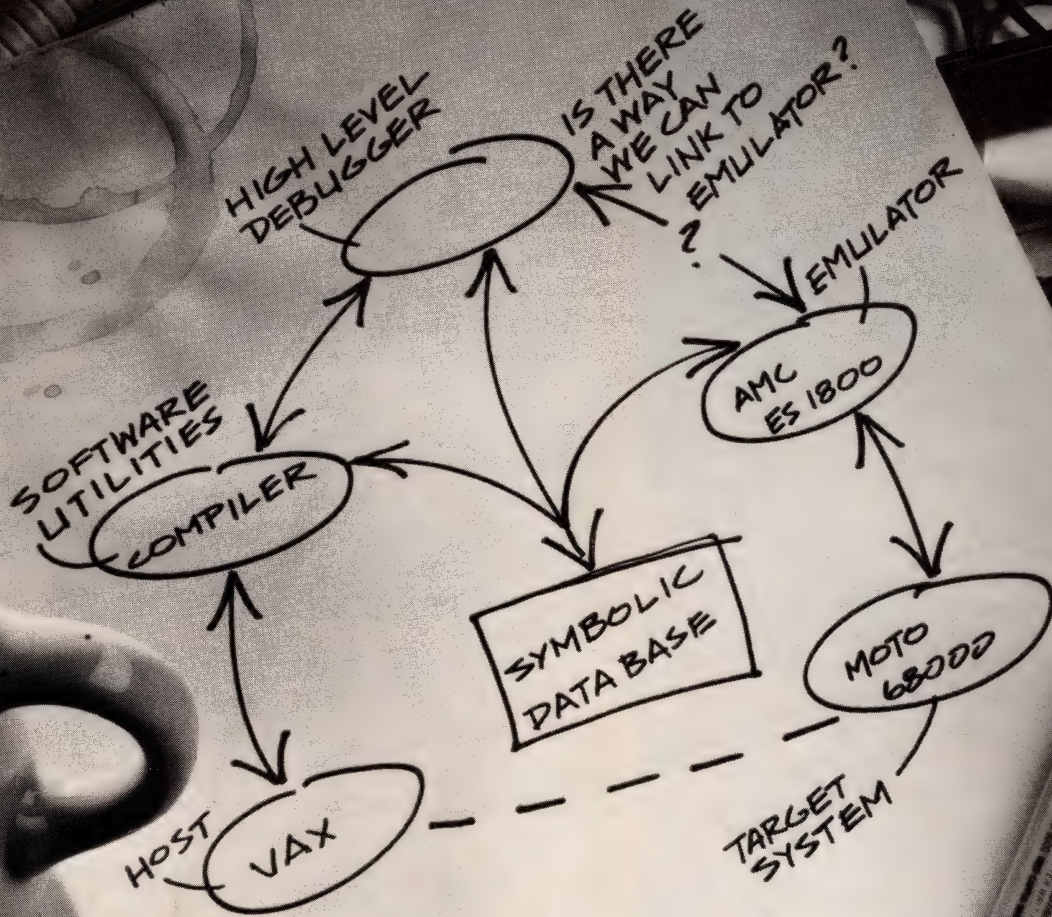 HIGH LEVEL
DEBUGGER
IS THERE
A WAY
WE CAN
LINK TO
EMULATOR?
?
EMULATOR
AMC
ES 1800
SOFTWARE
UTILITIES
COMPILER
SYMBOLIC
DATA BASE
MOTO
68000
HOST
VAX
TARGET
SYSTEM